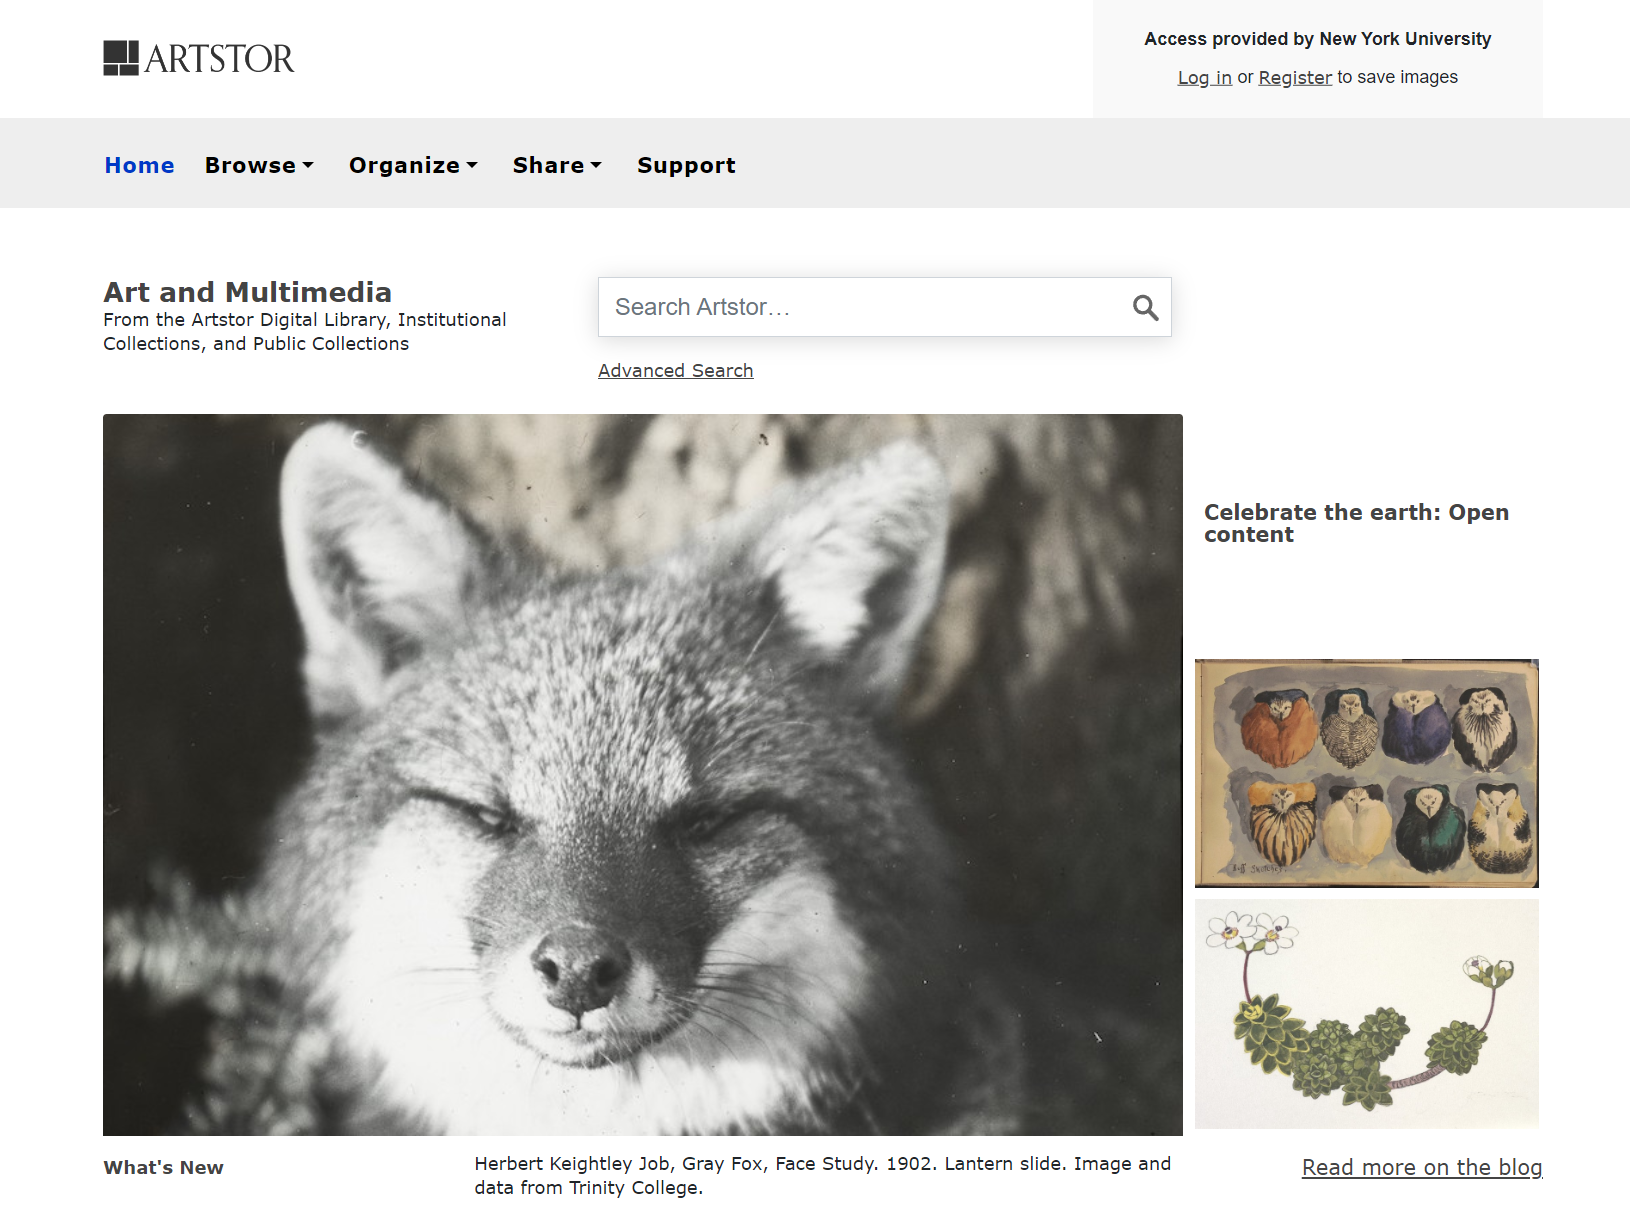 ARTSTOR
Access provided by New York University
Log in or Register to save images
Home Browse Organize Share Support
Art and Multimedia
From the Artstor Digital Library, Institutional
Collections, and Public Collections
Search Artstor...
Advanced Search
Celebrate the earth: Open
content
What's New
Herbert Keightley Job, Gray Fox, Face Study. 1902. Lantern slide. Image and
data from Trinity College.
Read more on the blog